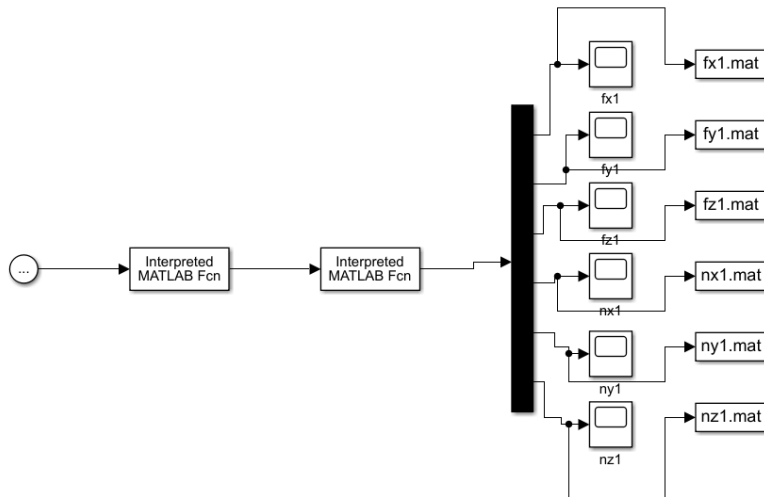 fx1
fx1.mat
fy1
fy1.mat
fz1
fz1.mat
...
Interpreted
MATLAB Fcn
Interpreted
MATLAB Fcn
nx1
nx1.mat
ny1
ny1.mat
nz1
nz1.mat